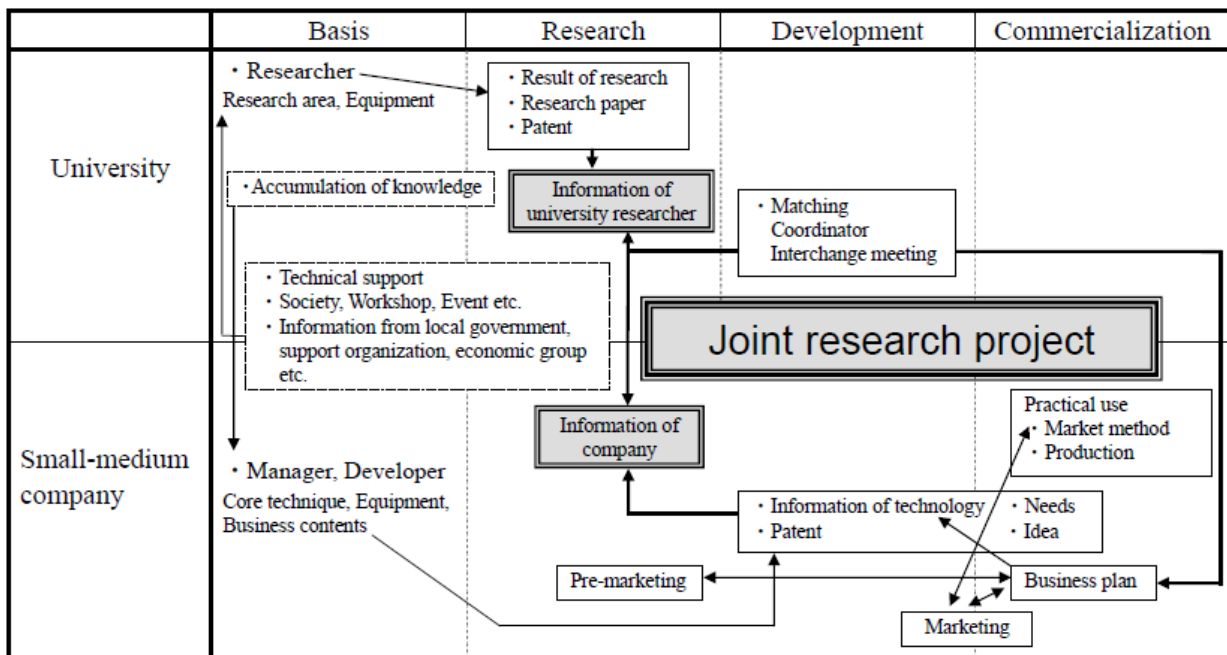 Basis
Research
Development
Commercialization
University
・Researcher
Research area, Equipment
・Result of research
・Research paper
・Patent
・Accumulation of knowledge
Information of
university researcher
・Matching
Coordinator
Interchange meeting
・Technical support
・Society, Workshop, Event etc.
・Information from local government,
support organization, economic group
etc.
Joint research project
Small-medium
company
Information of
company
Practical use
・Market method
・Production
・Manager, Developer
Core technique, Equipment,
Business contents
・Information of technology
・Patent
・Needs
・Idea
Pre-marketing
Business plan
Marketing